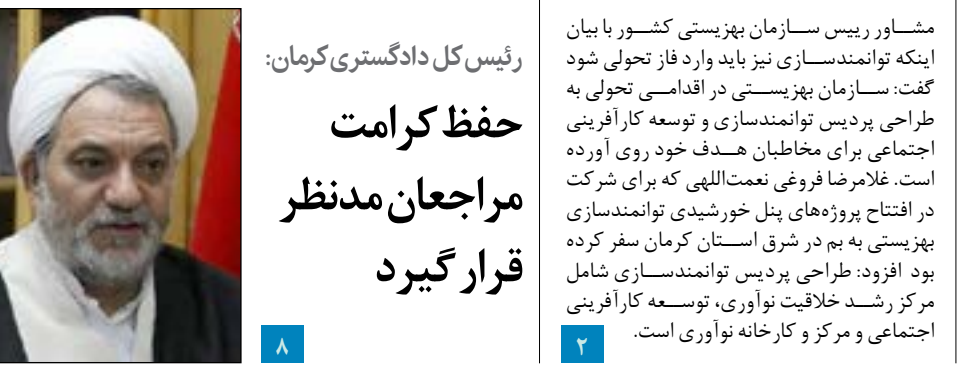 مشاور رییس سازمان بهزیستی کشور با بیان
اینکه توانمندسازی نیز باید وارد فاز تحولی شود
گفت: سازمان بهزیستی در اقدامی تحولی به
طراحی پردیس توانمندسازی و توسعه کارآفرینی
اجتماعی برای مخاطبان هدف خود روی آورده
است. غلامرضا فروغی نعمت‌اللهی که برای شرکت
در افتتاح پروژه‌های پنل خورشیدی توانمندسازی
بهزیستی به بم در شرق استان کرمان سفر کرده
بود افزود: طراحی پردیس توانمندسازی شامل
مرکز رشد خلاقیت نوآوری، توسعه کارآفرینی
اجتماعی و مرکز و کارخانه نوآوری است.
۲
رئیس کل دادگستری کرمان:
حفظ کرامت
مراجعان مدنظر
قرار گیرد
۸